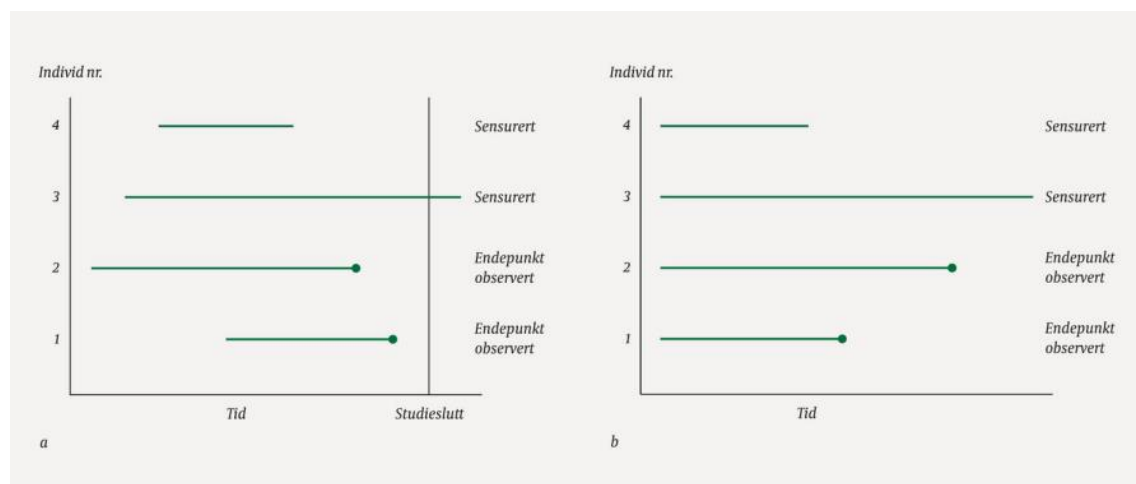 Individ nr.
4
Sensurert
3
Sensurert
2
Endepunkt
observert
1
Endepunkt
observert
Tid
Studieslutt
a
Individ nr.
4
Sensurert
3
Sensurert
2
Endepunkt
observert
1
Endepunkt
observert
Tid
b